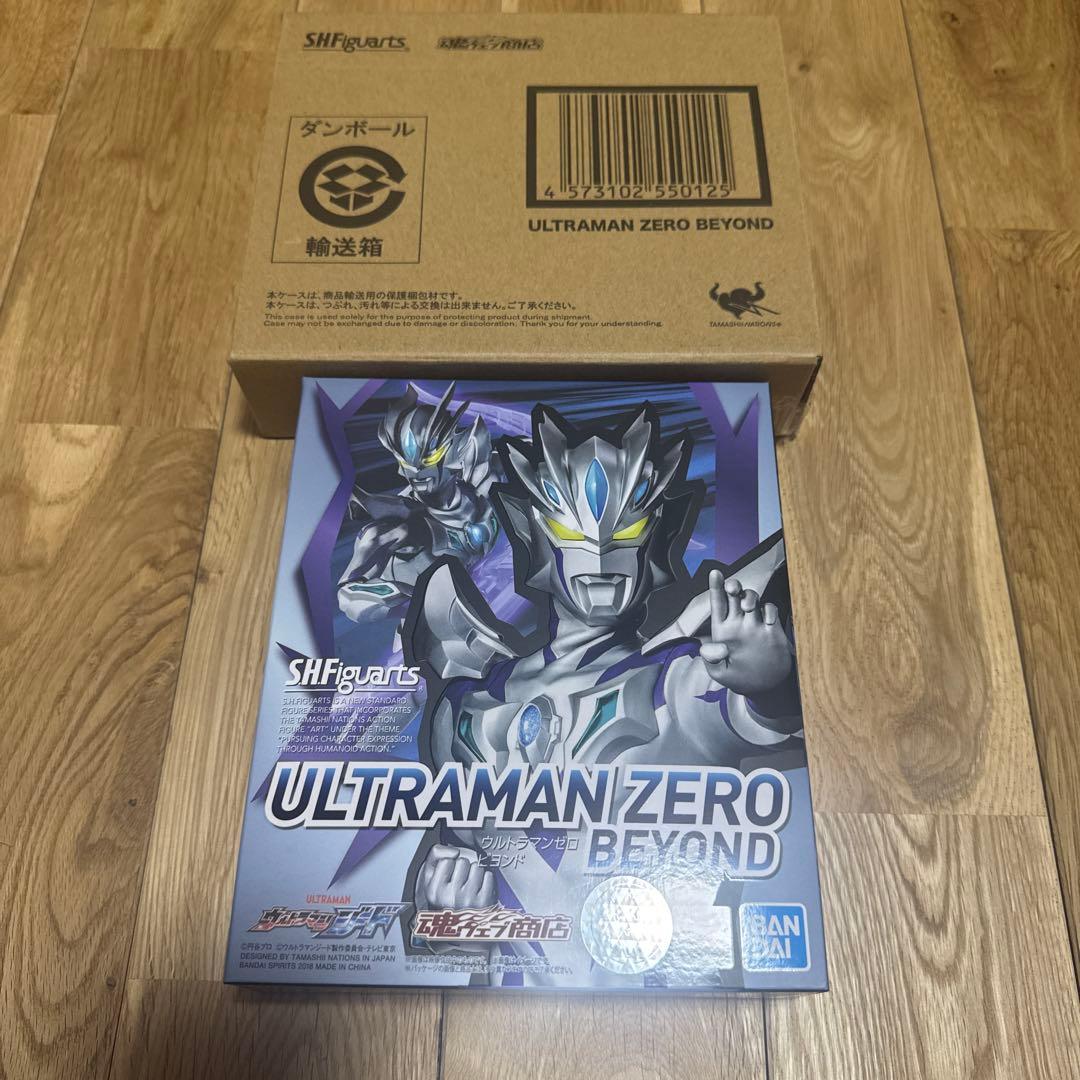 S.H.Figuarts
魂ウェブ商店
ダンボール
輸送箱
4 573102 550125
ULTRAMAN ZERO BEYOND
本ケースは、商品輸送用の保護梱包材です。
本ケースは、つぶれ、汚れ等による交換は出来ません。ご了承ください。
This case is used solely for the purpose of protecting product during shipment.
Case may not be exchanged due to damage or discoloration. Thank you for your understanding.
TAMASHII NATIONS
S.H.Figuarts
S.H.FIGUARTS IS A NEW STANDARD
FIGURE SERIES THAT INCORPORATES
THE TAMASHII NATIONS ACTION
FIGURE "ART" UNDER THE THEME,
"PURSUING CHARACTER EXPRESSION
THROUGH HUMANOID ACTION."
ULTRAMAN ZERO
ウルトラマンゼロ
ビヨンド
BEYOND
ULTRAMAN
ウルトラマンジード
魂ウェブ商店
BAN
DAI
©円谷プロ ©ウルトラマンジード製作委員会・テレビ東京
DESIGNED BY TAMASHII NATIONS IN JAPAN
BANDAI SPIRITS 2018 MADE IN CHINA